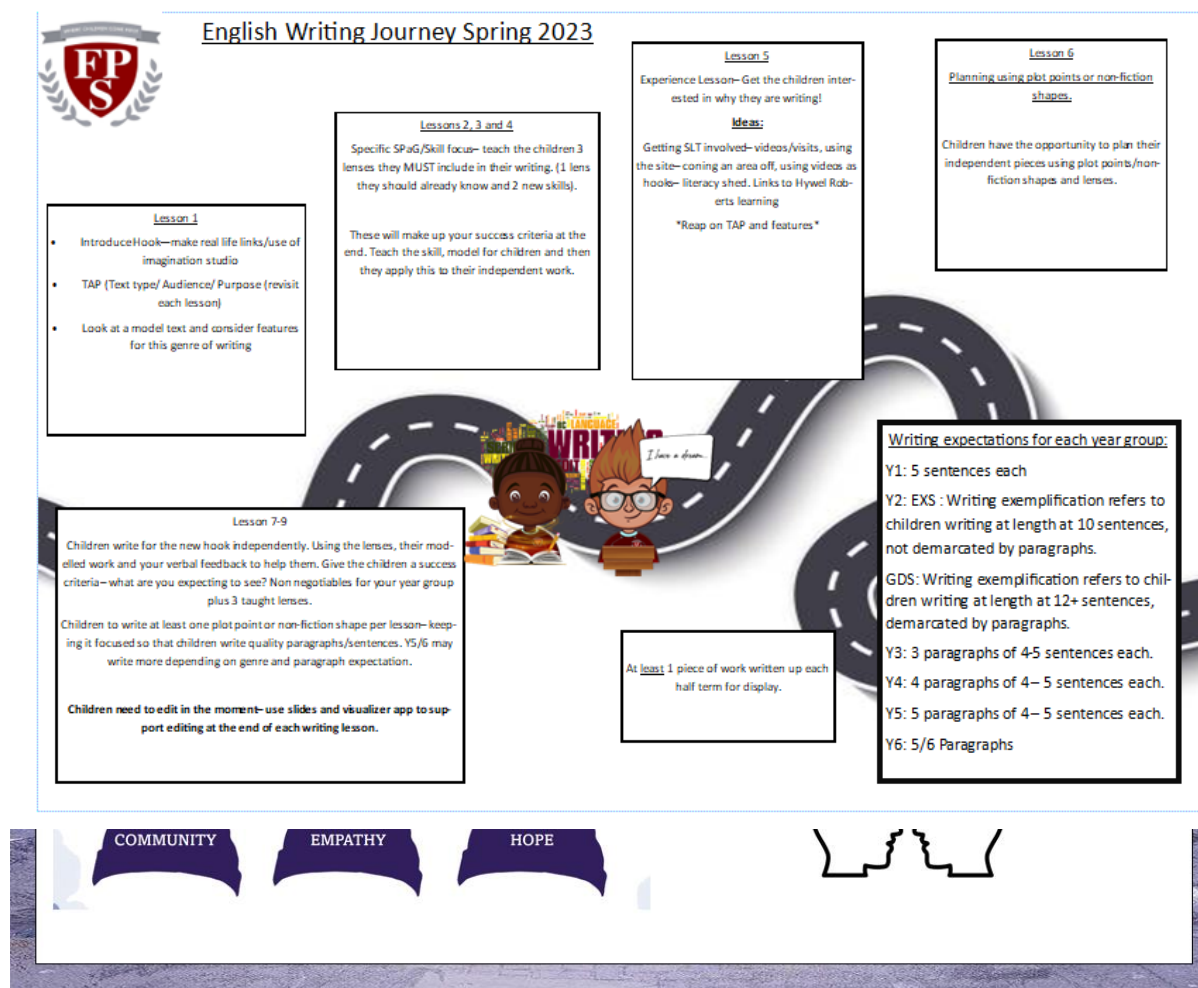 English Writing Journey Spring 2023
FP
S
Lesson 1
• Introduce Hook—make real life links/use of
imagination studio
• TAP (Text type/ Audience/ Purpose (revisit
each lesson)
• Look at a model text and consider features
for this genre of writing
Lessons 2, 3 and 4
Specific SPaG/Skill focus– teach the children 3
lenses they MUST include in their writing. (1 lens
they should already know and 2 new skills).
These will make up your success criteria at the
end. Teach the skill, model for children and then
they apply this to their independent work.
Lesson 5
Experience Lesson– Get the children inter-
ested in why they are writing!
Ideas:
Getting SLT involved– videos/visits, using
the site– coning an area off, using videos as
hooks– literacy shed. Links to Hywel Rob-
erts learning
*Reap on TAP and features*
Lesson 6
Planning using plot points or non-fiction
shapes.
Children have the opportunity to plan their
independent pieces using plot points/non-
fiction shapes and lenses.
LANGUAGE
WRITING
I have a dream...
Lesson 7-9
Children write for the new hook independently. Using the lenses, their mod-
elled work and your verbal feedback to help them. Give the children a success
criteria– what are you expecting to see? Non negotiables for your year group
plus 3 taught lenses.
Children to write at least one plot point or non-fiction shape per lesson– keep-
ing it focused so that children write quality paragraphs/sentences. Y5/6 may
write more depending on genre and paragraph expectation.
Children need to edit in the moment– use slides and visualizer app to sup-
port editing at the end of each writing lesson.
At least 1 piece of work written up each
half term for display.
Writing expectations for each year group:
Y1: 5 sentences each
Y2: EXS : Writing exemplification refers to
children writing at length at 10 sentences,
not demarcated by paragraphs.
GDS: Writing exemplification refers to chil-
dren writing at length at 12+ sentences,
demarcated by paragraphs.
Y3: 3 paragraphs of 4-5 sentences each.
Y4: 4 paragraphs of 4– 5 sentences each.
Y5: 5 paragraphs of 4– 5 sentences each.
Y6: 5/6 Paragraphs
COMMUNITY
EMPATHY
HOPE